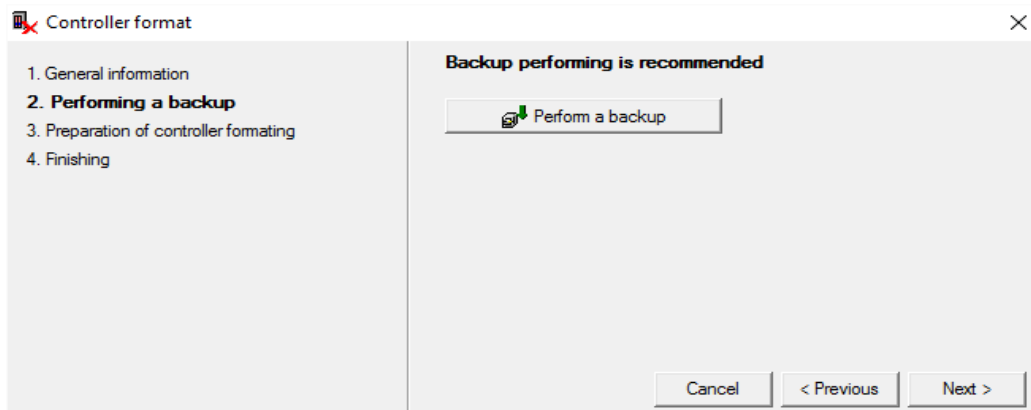 Controller format
1. General information
2. Performing a backup
3. Preparation of controller formating
4. Finishing
Backup performing is recommended
Perform a backup
Cancel
< Previous
Next >